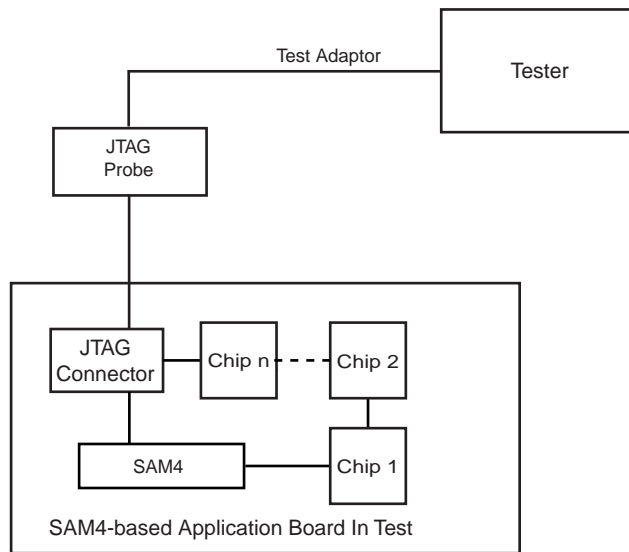 Test Adaptor
Tester
JTAG
Probe
JTAG
Connector
Chip n
Chip 2
SAM4
Chip 1
SAM4-based Application Board In Test